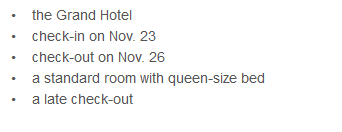 • the Grand Hotel
• check-in on Nov. 23
• check-out on Nov. 26
• a standard room with queen-size bed
• a late check-out